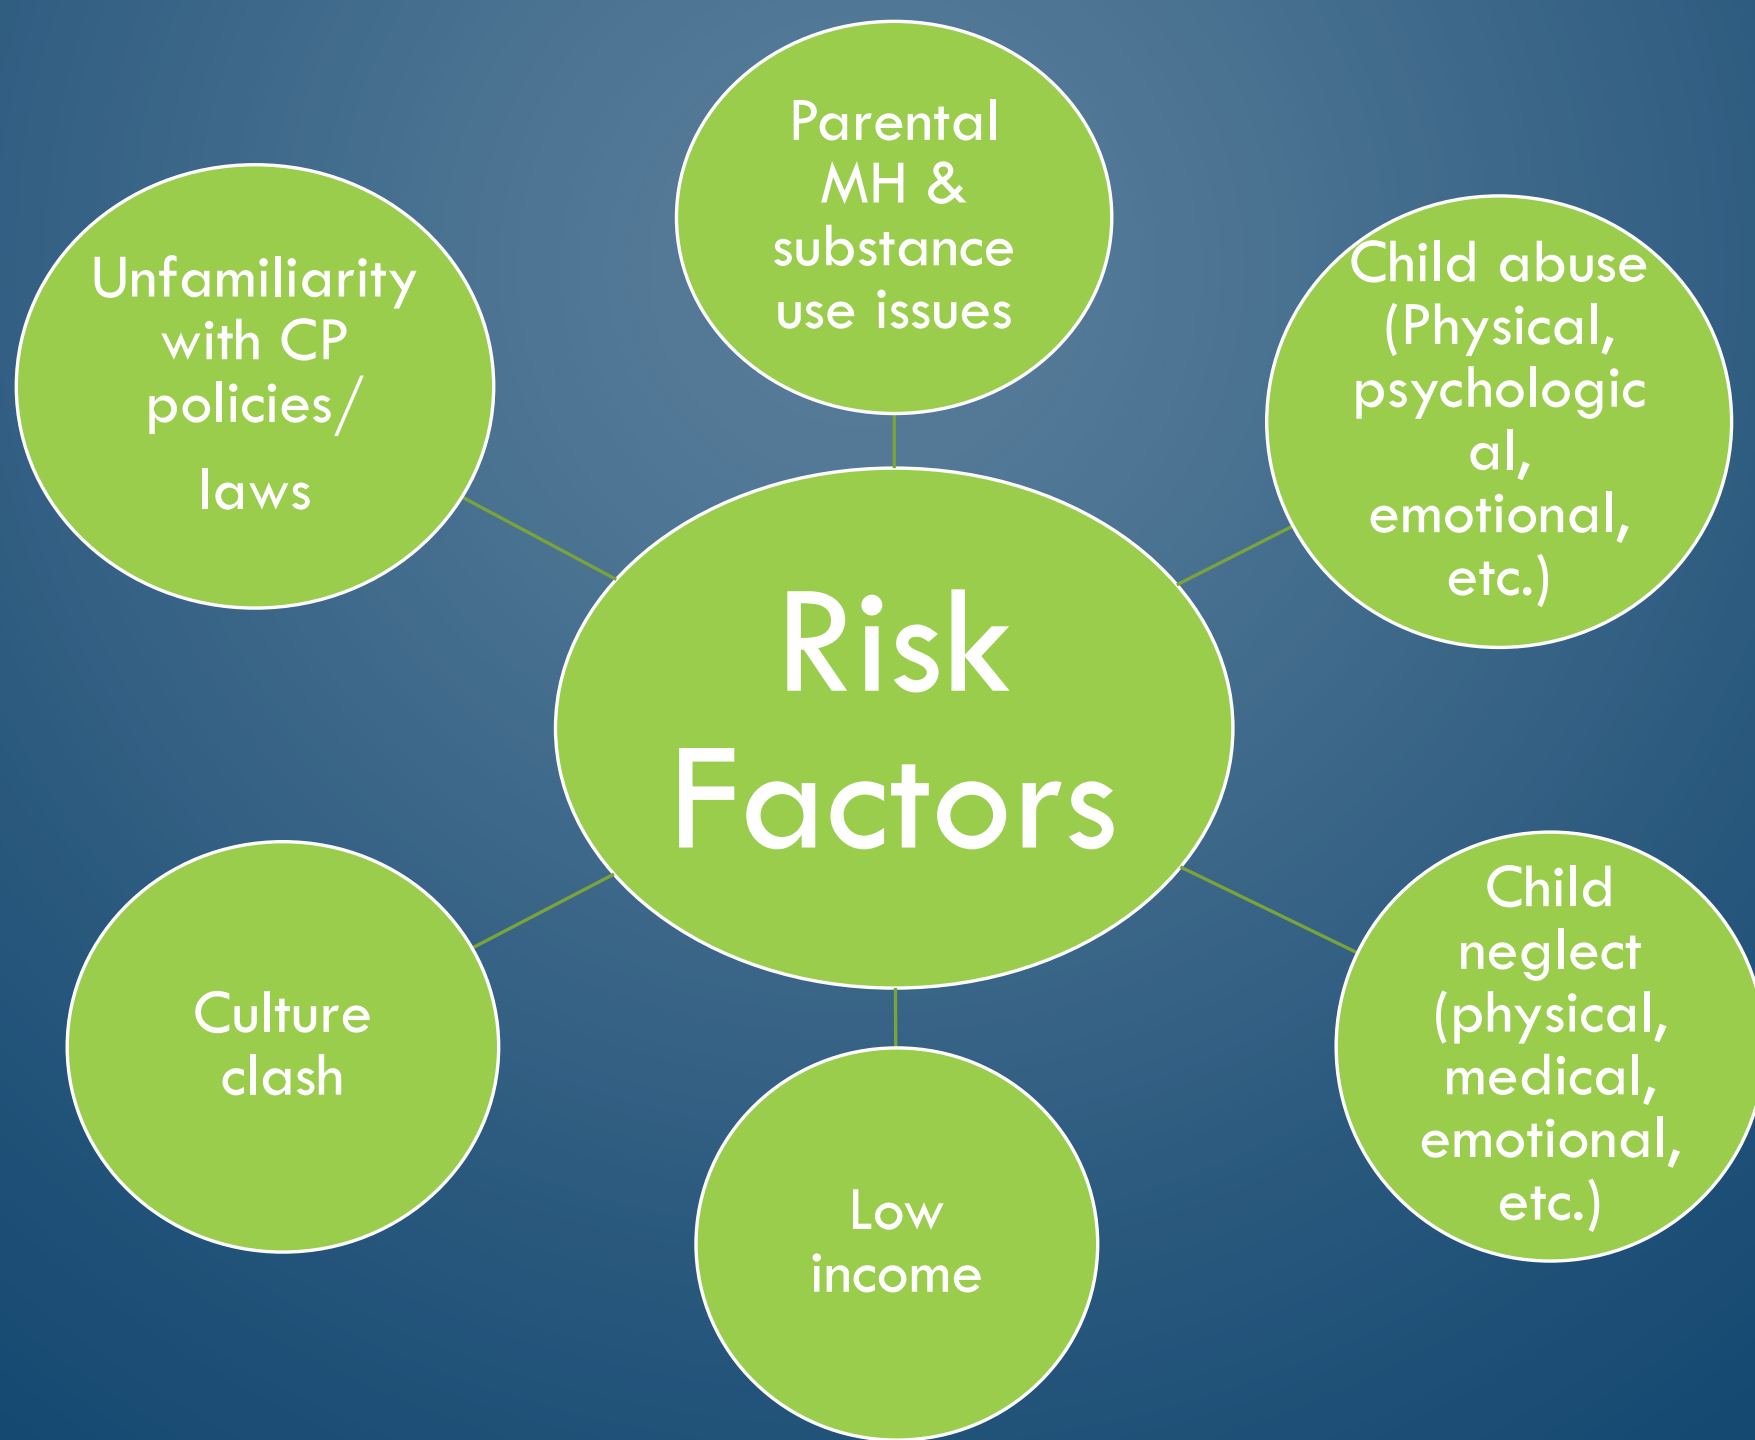 Parental
MH &
substance
use issues
Child abuse
(Physical,
psychologic
al,
emotional,
etc.)
Child
neglect
(physical,
medical,
emotional,
etc.)
Low
income
Culture
clash
Unfamiliarity
with CP
policies/
laws
Risk
Factors